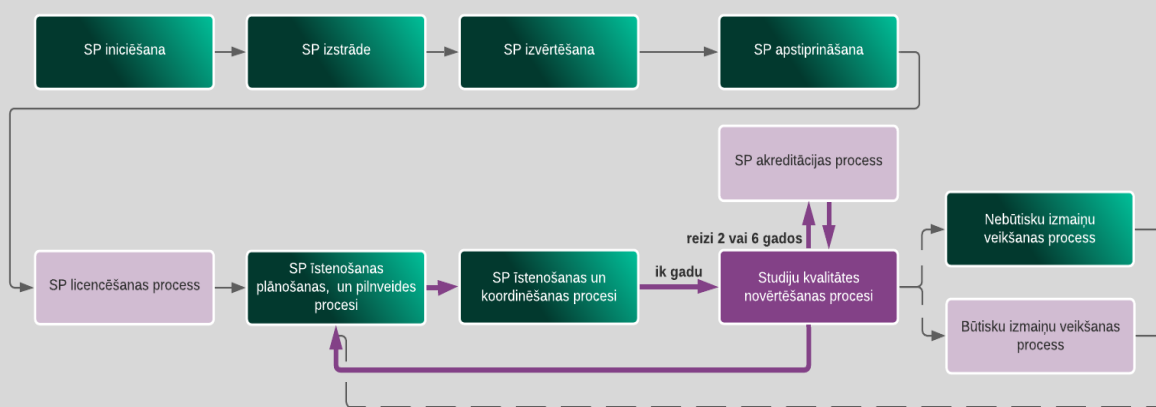 SP iniciēšana
SP izstrāde
SP izvērtēšana
SP apstiprināšana
SP akreditācijas process
reizi 2 vai 6 gados
Nebūtisku izmaiņu
veikšanas process
SP licencēšanas process
SP īstenošanas
plānošanas, un pilnveides
procesi
SP īstenošanas un
koordinēšanas procesi
ik gadu
Studiju kvalitātes
novērtēšanas procesi
Būtisku izmaiņu veikšanas
process